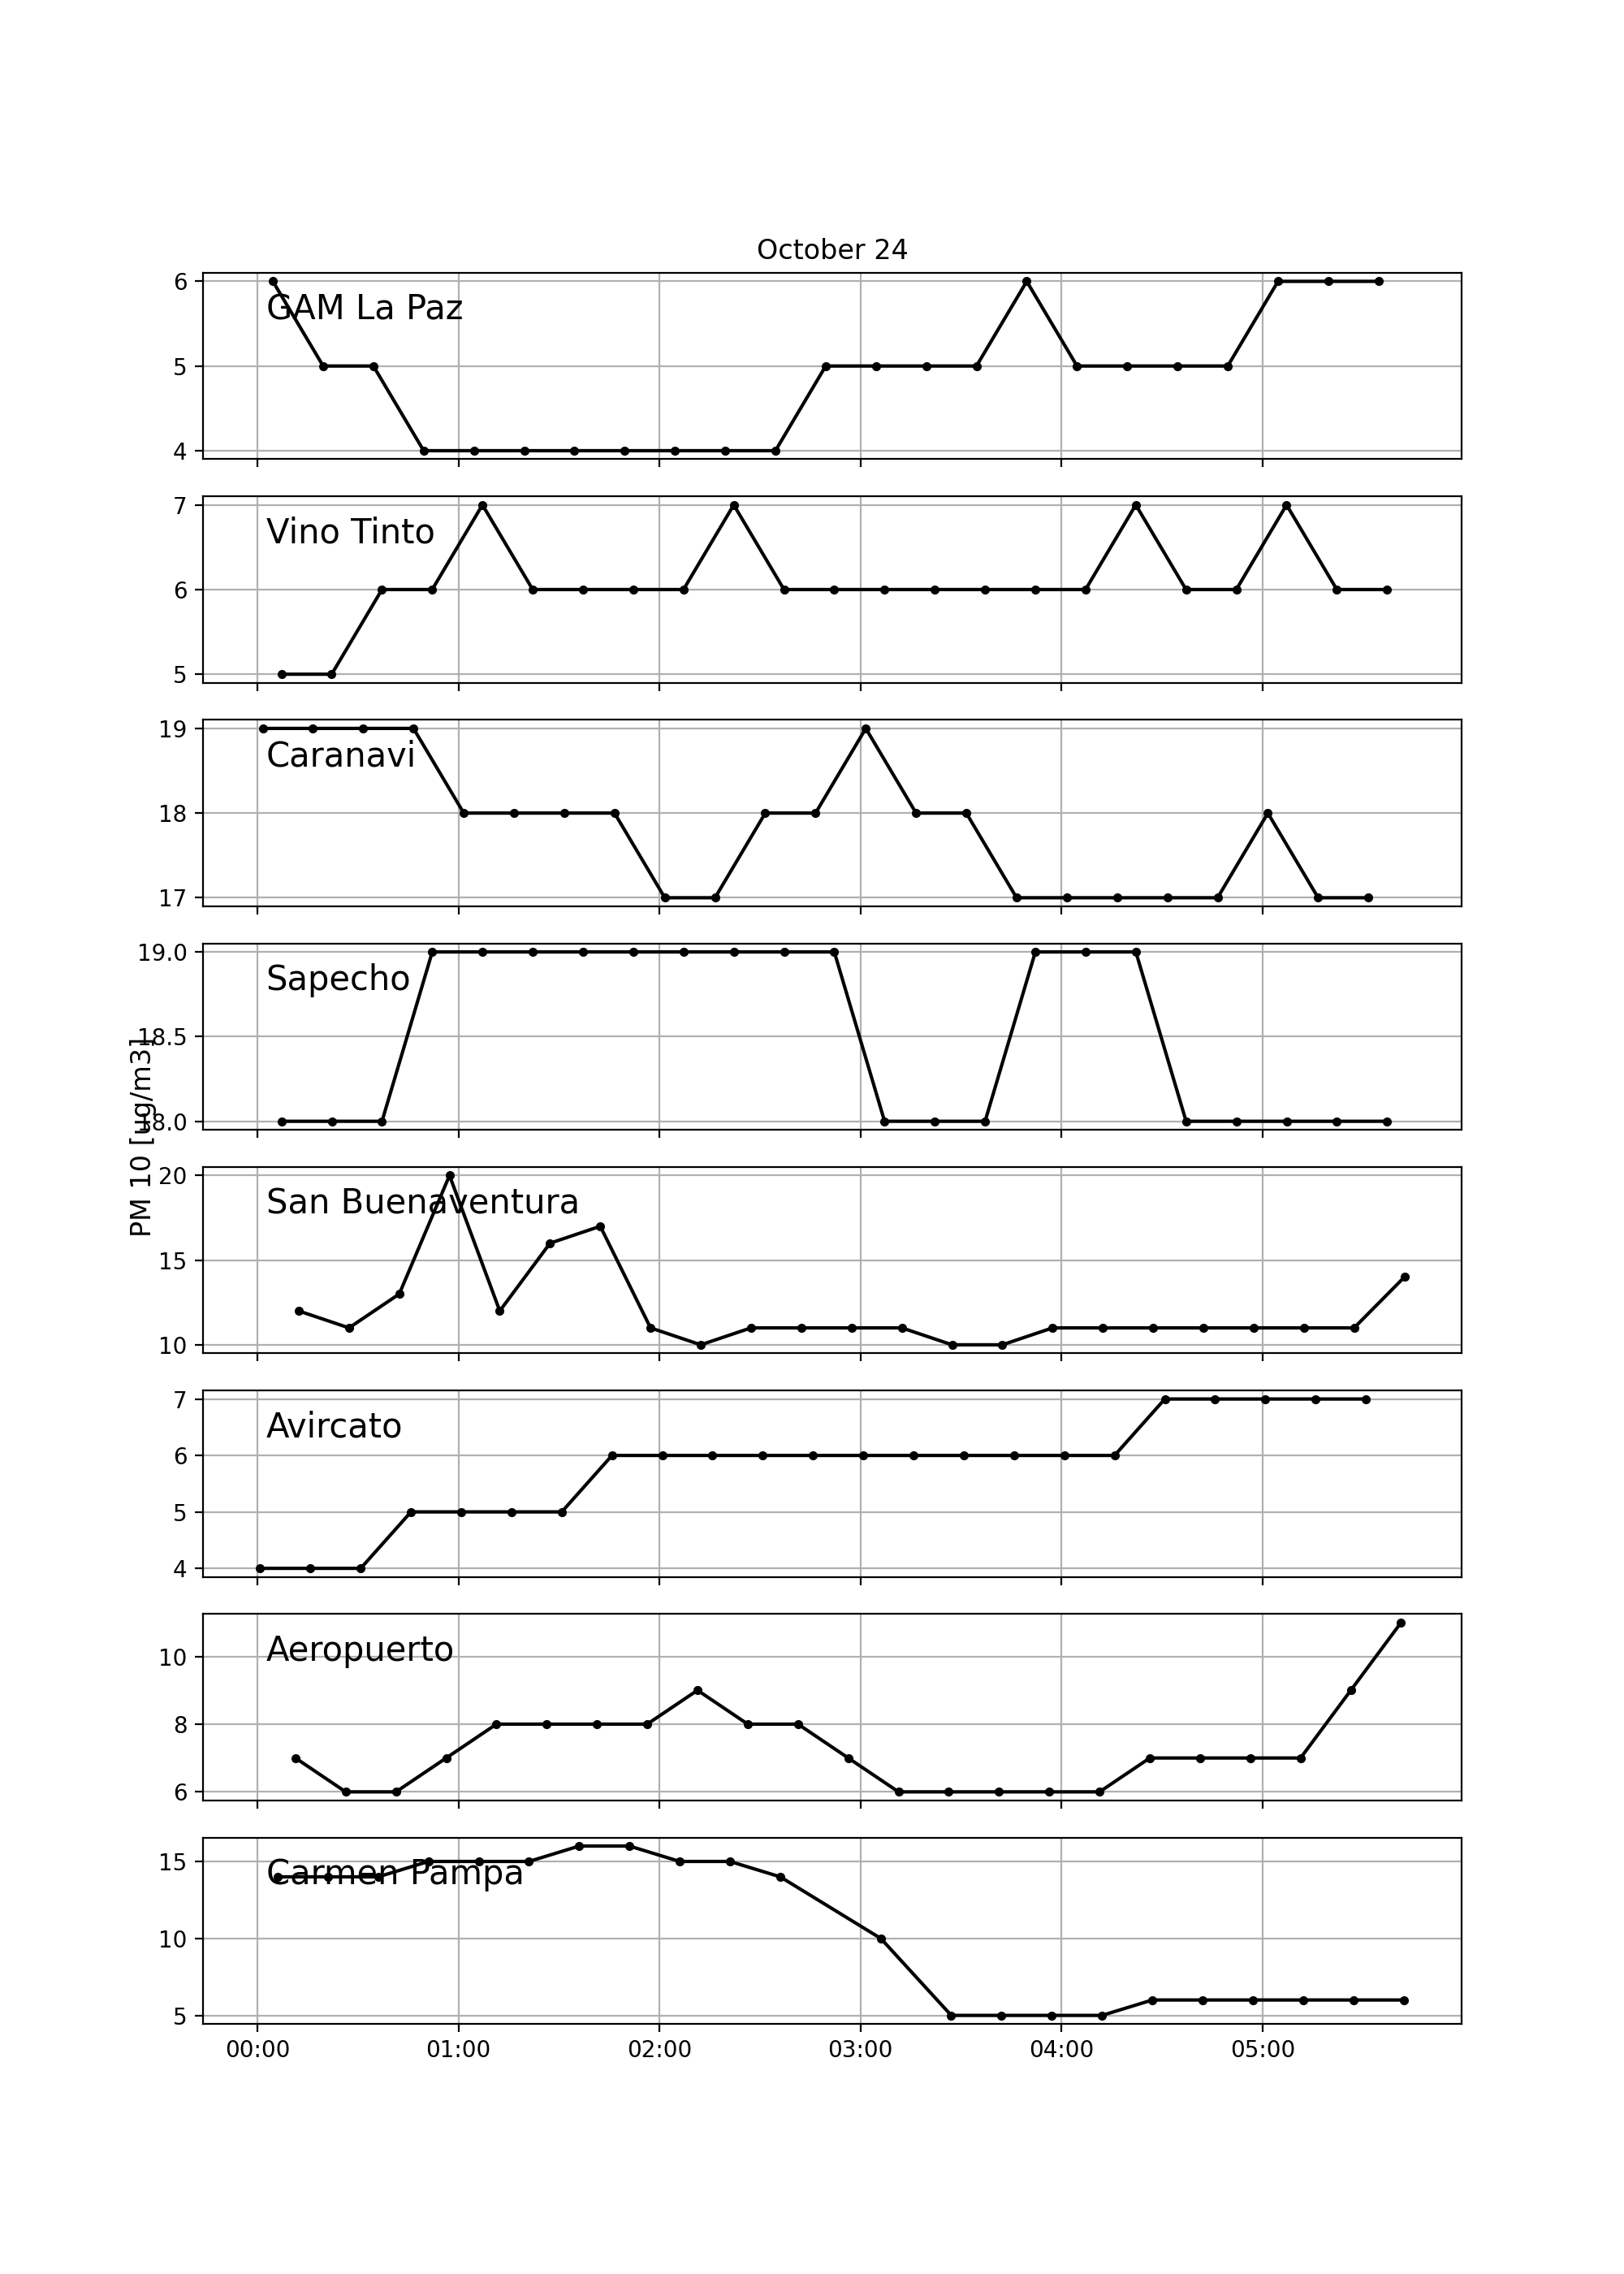 October 24
6
GAM La Paz
5
4
7
Vino Tinto
6
5
19
Caranavi
18
17
19.0
Sapecho
18.5
18.0
PM 10 [ug/m3]
20
San Buenaventura
15
10
7
Avircato
6
5
4
Aeropuerto
10
8
6
15
Carmen Pampa
10
5
00:00 01:00 02:00 03:00 04:00 05:00